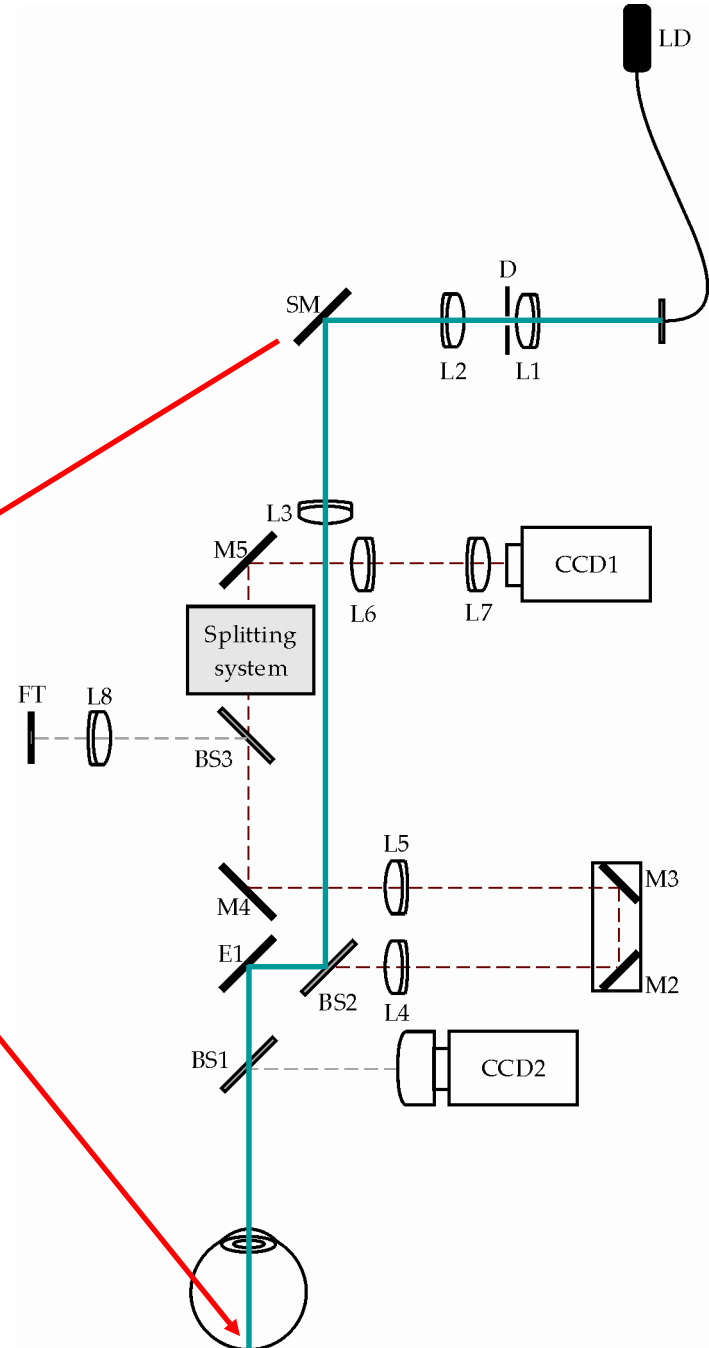 LD
D
SM
L2
L1
L3
M5
CCD1
L6
L7
Splitting
system
FT
L8
BS3
L5
M3
M4
E1
BS2
L4
M2
BS1
CCD2